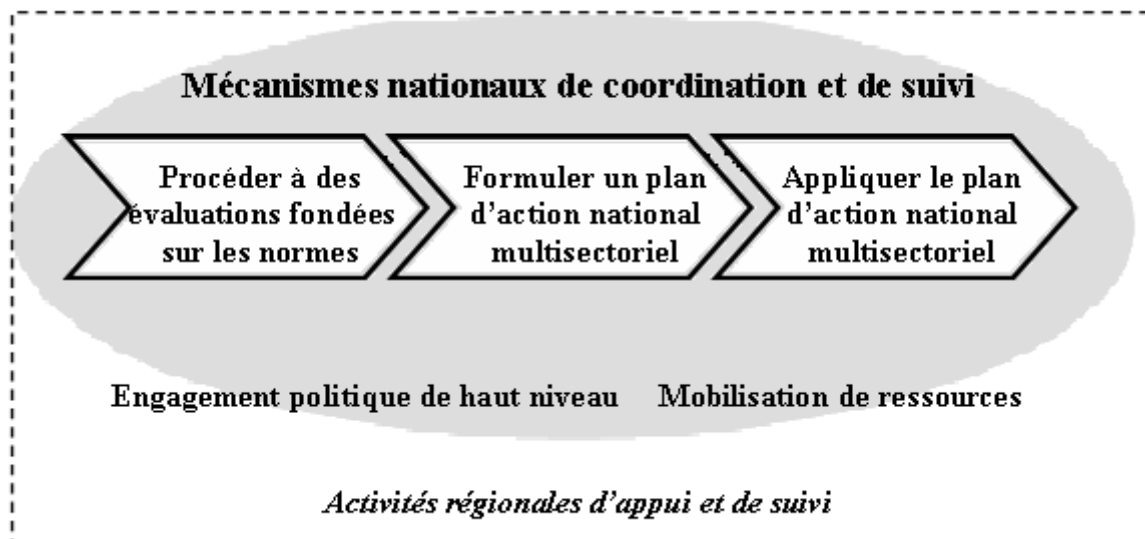 Mécanismes nationaux de coordination et de suivi
Procéder à des
évaluations fondées
sur les normes
Formuler un plan
d'action national
multisectoriel
Appliquer le plan
d'action national
multisectoriel
Engagement politique de haut niveau
Mobilisation de ressources
Activités régionales d'appui et de suivi